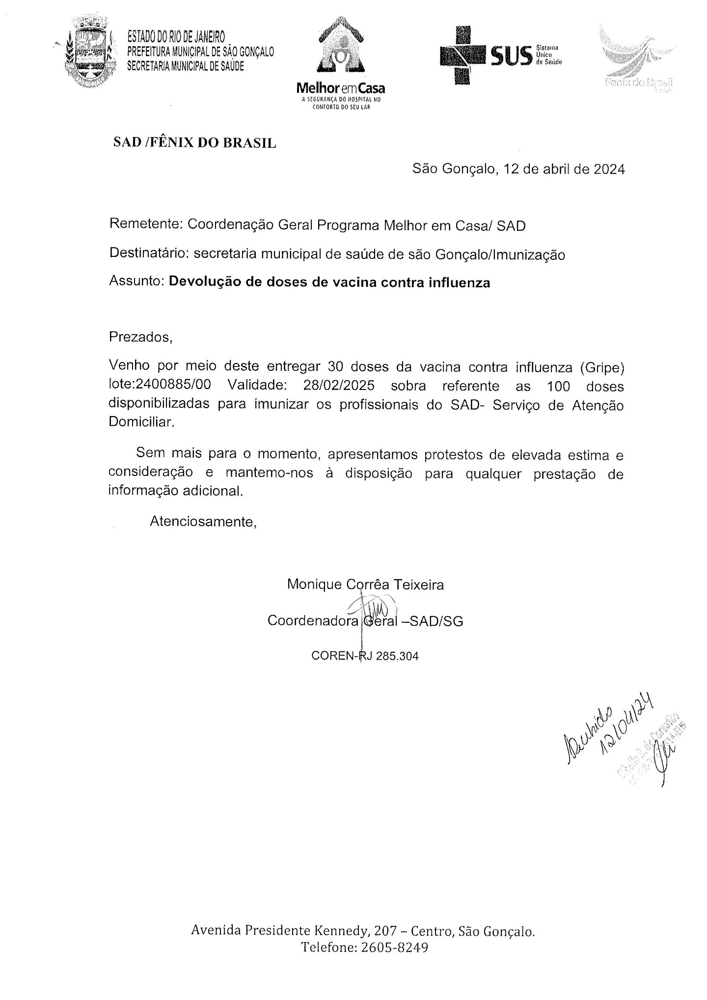 ESTADO DO RIO DE JANEIRO
PREFEITURA MUNICIPAL DE SÃO GONÇALO
SECRETARIA MUNICIPAL DE SAÚDE
Melhor em Casa
A SEGURANÇA DO HOSPITAL NO
CONFORTO DO SEU LAR
SUS
Sistema
Único
de Saúde
Fenix do Brasil
SAD /FÊNIX DO BRASIL
São Gonçalo, 12 de abril de 2024
Remetente: Coordenação Geral Programa Melhor em Casa/ SAD
Destinatário: secretaria municipal de saúde de são Gonçalo/Imunização
Assunto: Devolução de doses de vacina contra influenza
Prezados,
Venho por meio deste entregar 30 doses da vacina contra influenza (Gripe)
lote:2400885/00 Validade: 28/02/2025 sobra referente as 100 doses
disponibilizadas para imunizar os profissionais do SAD- Serviço de Atenção
Domiciliar.
Sem mais para o momento, apresentamos protestos de elevada estima e
consideração e mantemo-nos à disposição para qualquer prestação de
informação adicional.
Atenciosamente,
Monique Corrêa Teixeira
Coordenadora Geral –SAD/SG
COREN-RJ 285.304
Recebido
12/04/24
Avenida Presidente Kennedy, 207 – Centro, São Gonçalo.
Telefone: 2605-8249